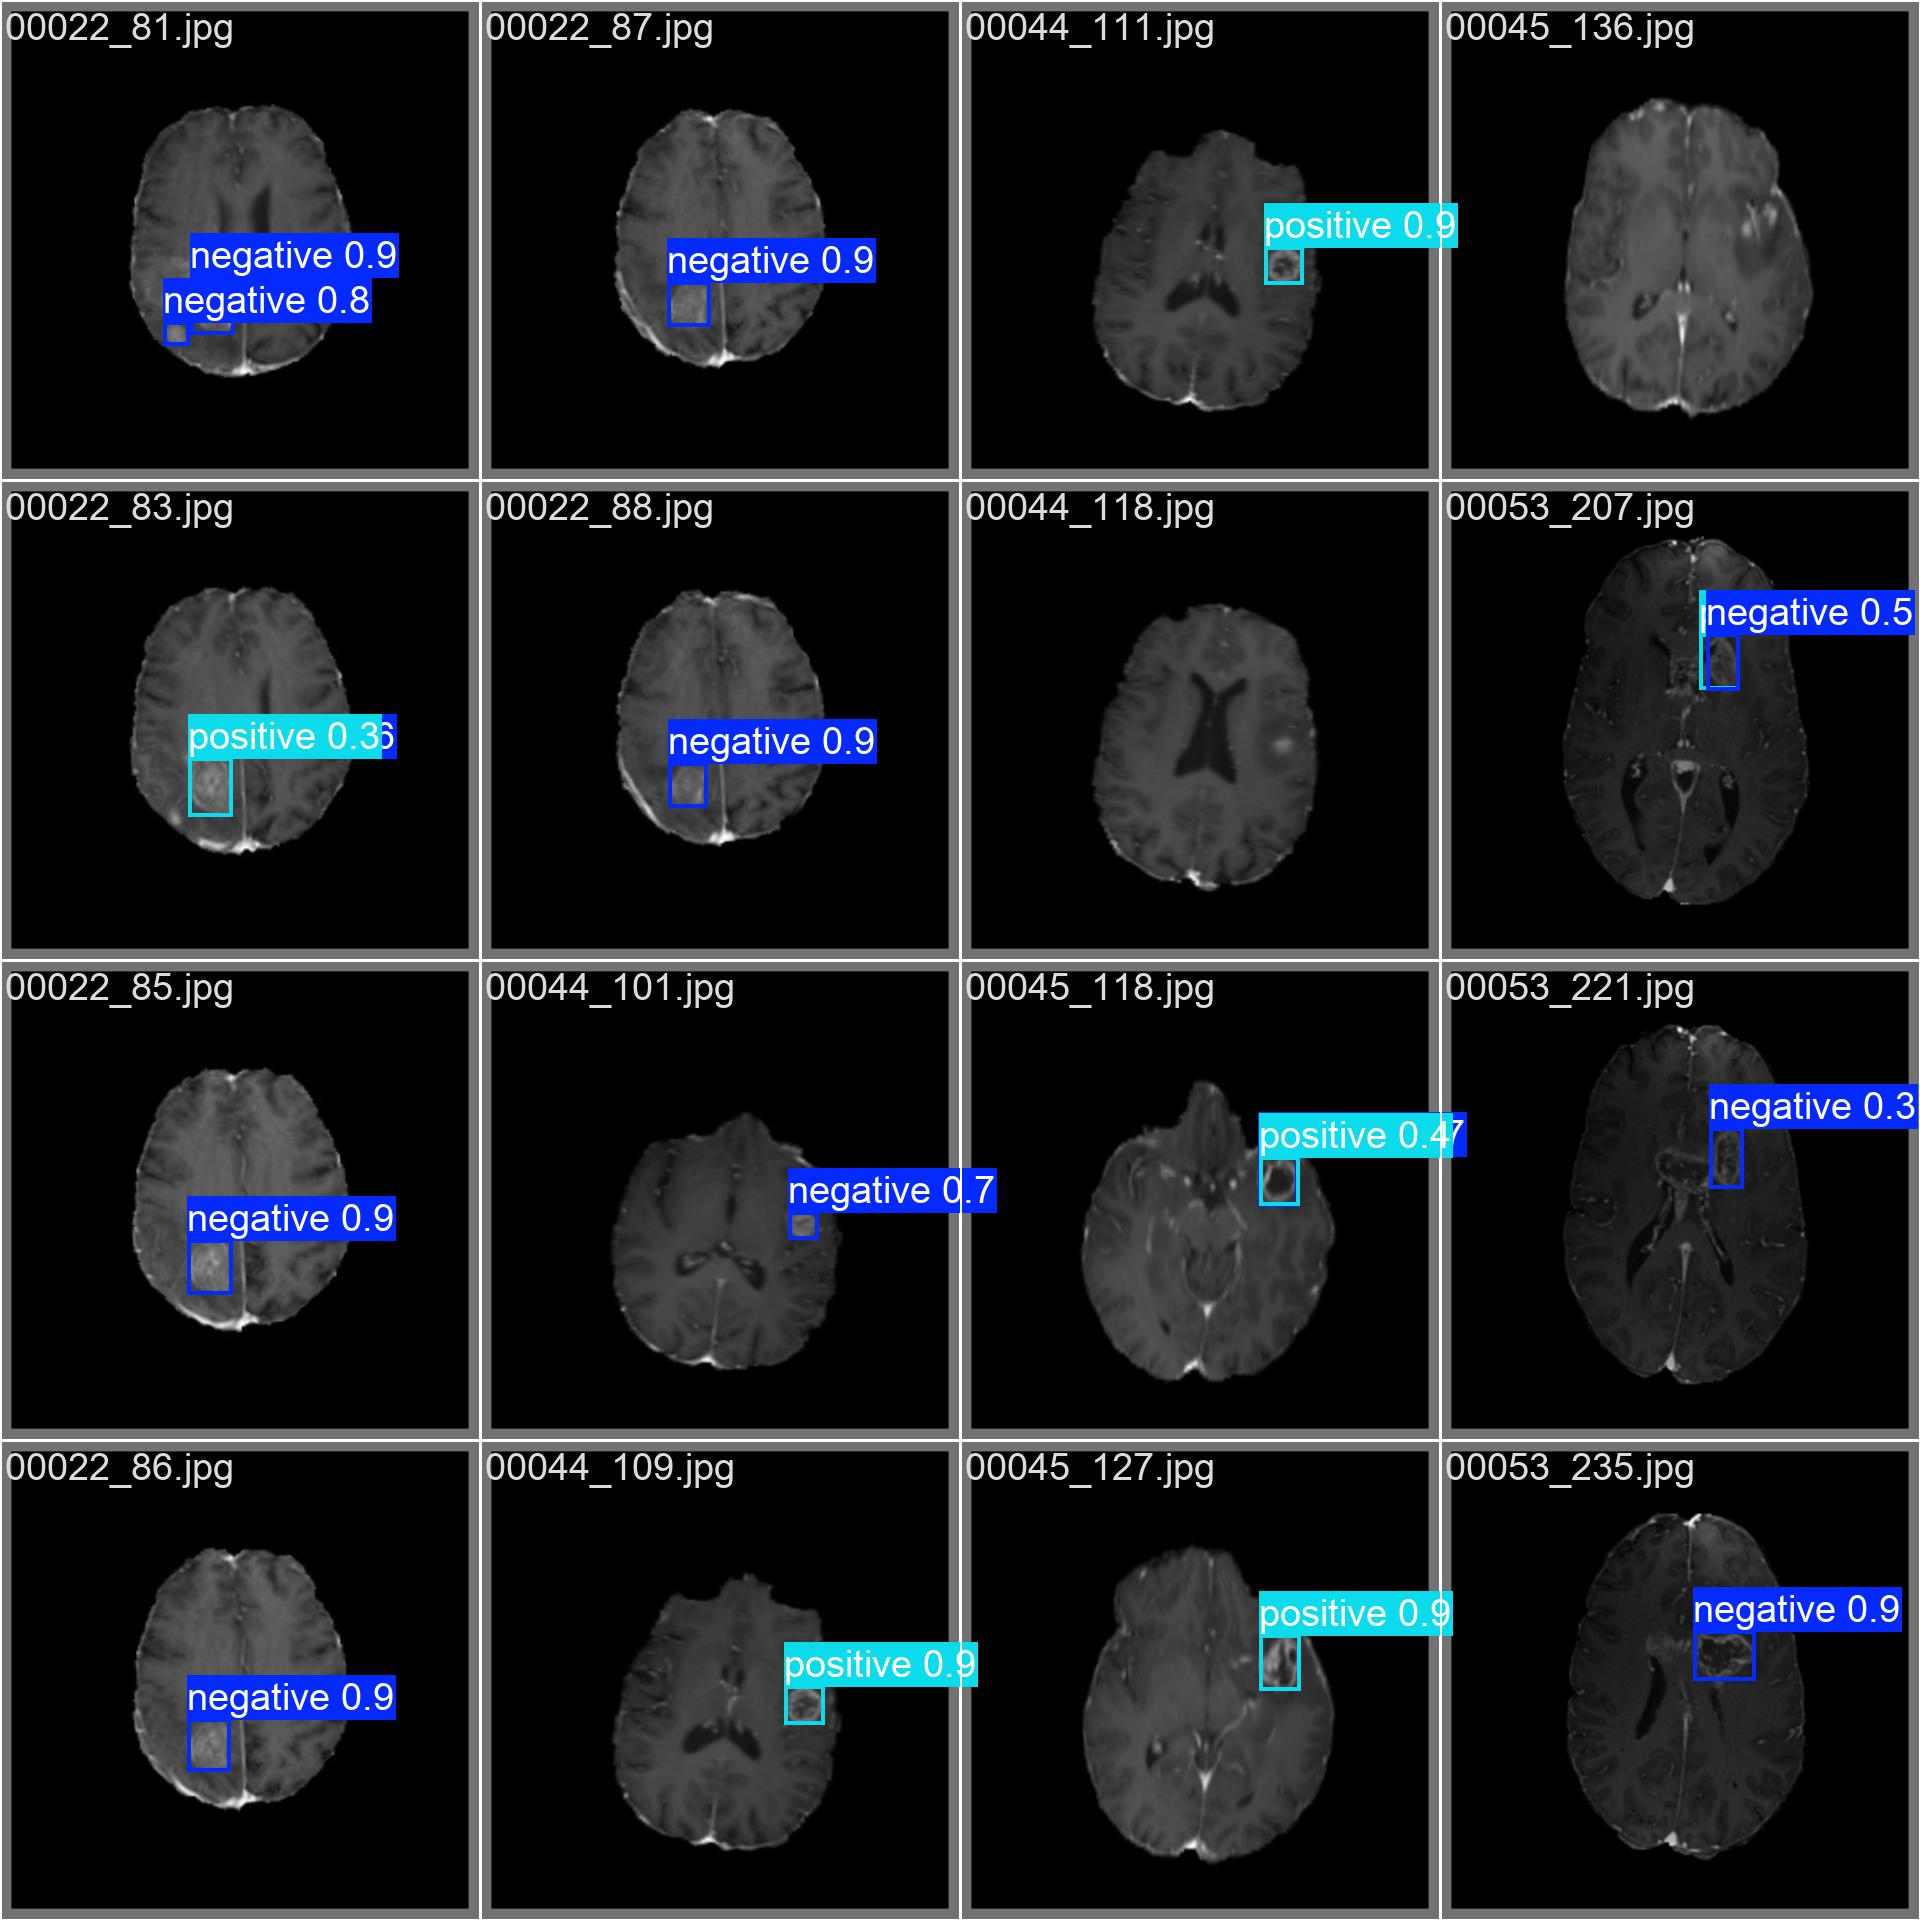 00022_81.jpg
negative 0.9
negative 0.8
00022_87.jpg
negative 0.9
00044_111.jpg
positive 0.9
00045_136.jpg
00022_83.jpg
positive 0.36
00022_88.jpg
negative 0.9
00044_118.jpg
00053_207.jpg
negative 0.5
00022_85.jpg
negative 0.9
00044_101.jpg
negative 0.7
00045_118.jpg
positive 0.47
00053_221.jpg
negative 0.3
00022_86.jpg
negative 0.9
00044_109.jpg
positive 0.9
00045_127.jpg
positive 0.9
00053_235.jpg
negative 0.9